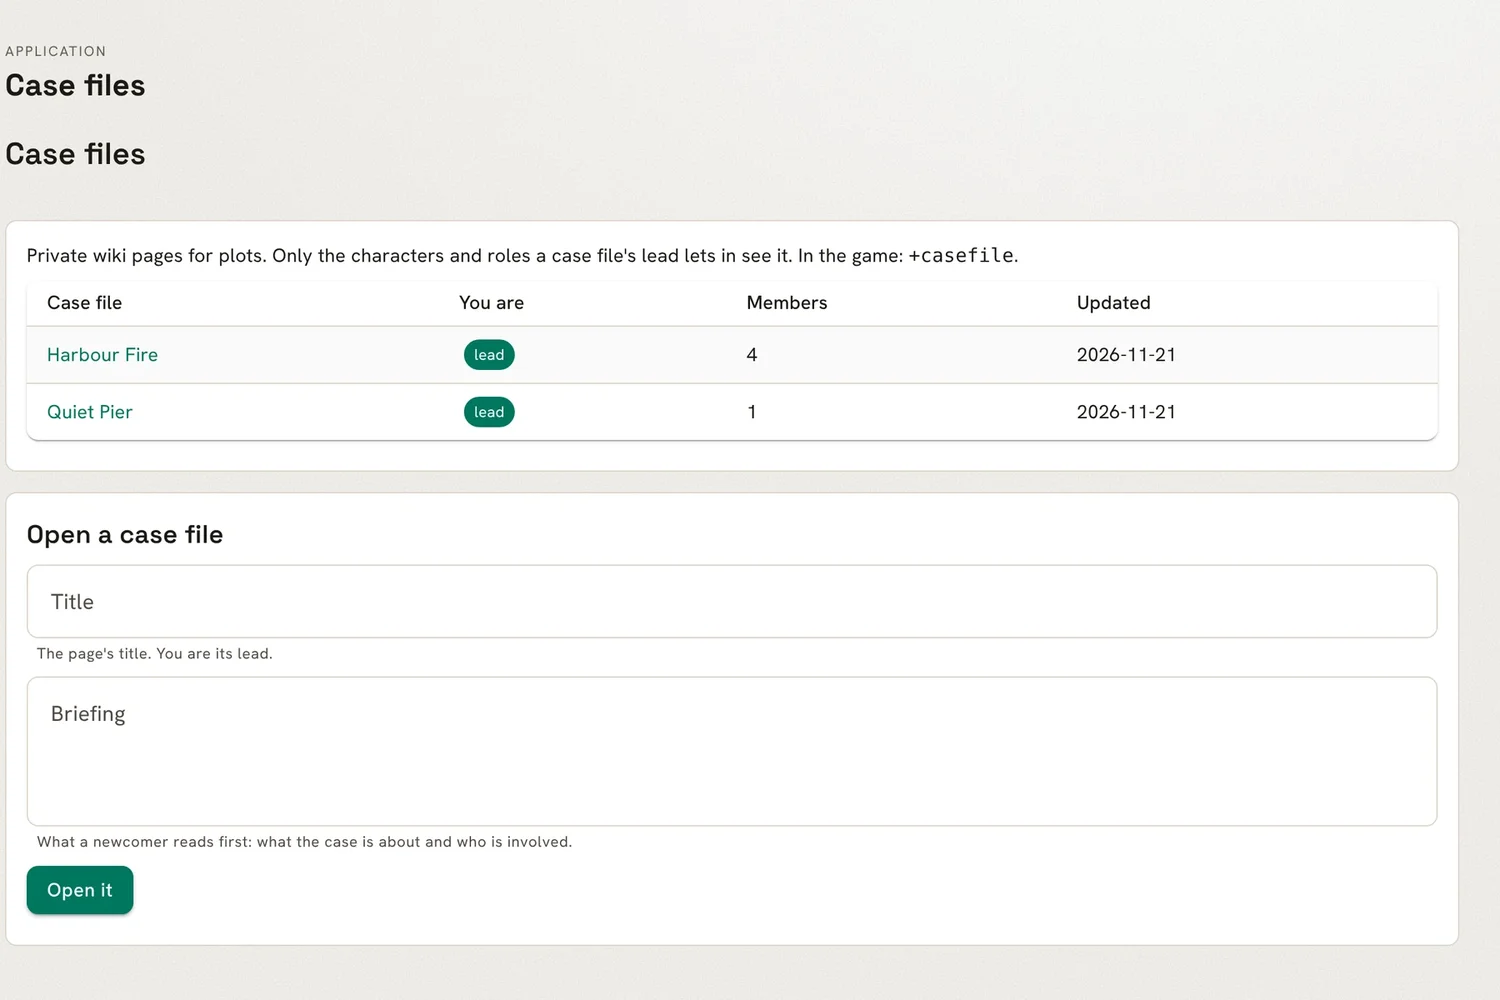 APPLICATION
Case files
Case files
Private wiki pages for plots. Only the characters and roles a case file's lead lets in see it. In the game: +casefile.
Case file You are Members Updated
Harbour Fire lead 4 2026-11-21
Quiet Pier lead 1 2026-11-21
Open a case file
Title
The page's title. You are its lead.
Briefing
What a newcomer reads first: what the case is about and who is involved.
Open it